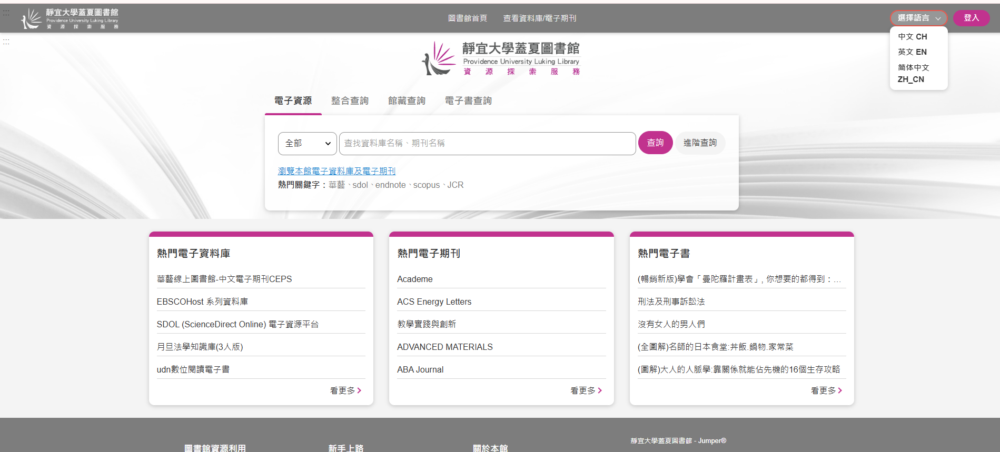 :::
靜宜大學蓋夏圖書館
Providence University Luking Library
資源探索服務
圖書館首頁
查看資料庫/電子期刊
選擇語言
登入
中文 CH
英文 EN
简体中文
ZH_CN
:::
靜宜大學蓋夏圖書館
Providence University Luking Library
資源探索服務
電子資源
整合查詢
館藏查詢
電子書查詢
全部
查找資料庫名稱、期刊名稱
查詢
進階查詢
瀏覽本館電子資料庫及電子期刊
熱門關鍵字：華藝、sdol、endnote、scopus、JCR
熱門電子資料庫
華藝線上圖書館-中文電子期刊CEPS
EBSCOHost 系列資料庫
SDOL (ScienceDirect Online) 電子資源平台
月旦法學知識庫(3人版)
udn數位閱讀電子書
看更多
熱門電子期刊
Academe
ACS Energy Letters
教學實踐與創新
ADVANCED MATERIALS
ABA Journal
看更多
熱門電子書
(暢銷新版)學會「曼陀羅計畫表」, 你想要的都得到：...
刑法及刑事訴訟法
沒有女人的男人們
(全圖解)名師的日本食堂:丼飯.鍋物.家常菜
(圖解)大人的人脈學:靠關係就能佔先機的16個生存攻略
看更多
圖書館資源利用
新手上路
關於本館
靜宜大學蓋夏圖書館 - Jumper®